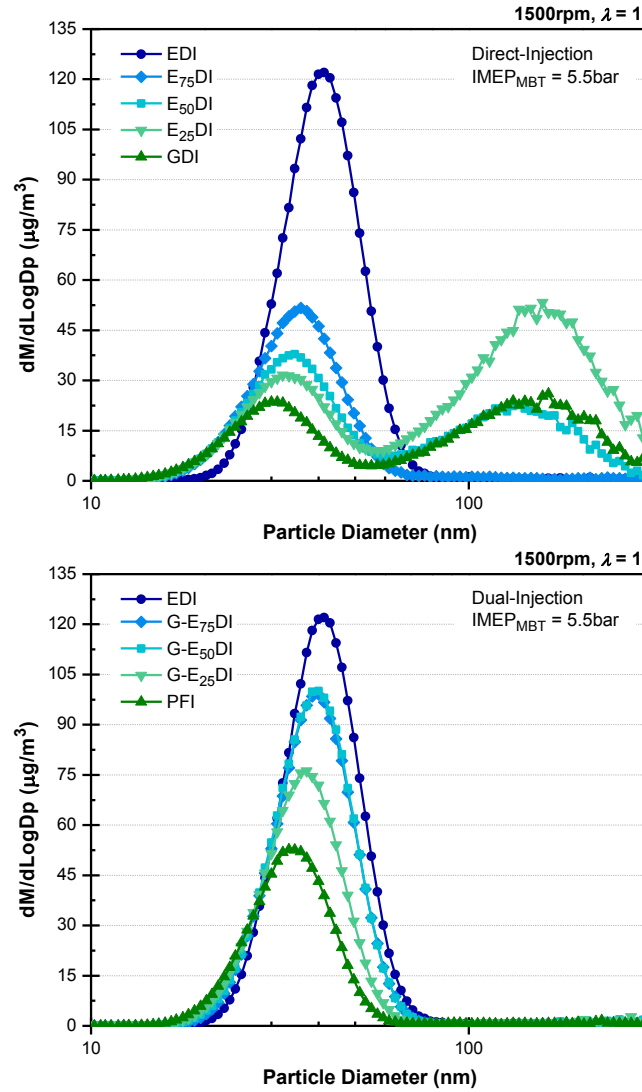 1500rpm, λ = 1
135
120
105
90
75
60
45
30
15
0
dM/dLogDp (µg/m³)
EDI
E₇₅DI
E₅₀DI
E₂₅DI
GDI
Direct-Injection
IMEP_MBT = 5.5bar
10
100
Particle Diameter (nm)
1500rpm, λ = 1
135
120
105
90
75
60
45
30
15
0
dM/dLogDp (µg/m³)
EDI
G-E₇₅DI
G-E₅₀DI
G-E₂₅DI
PFI
Dual-Injection
IMEP_MBT = 5.5bar
10
100
Particle Diameter (nm)